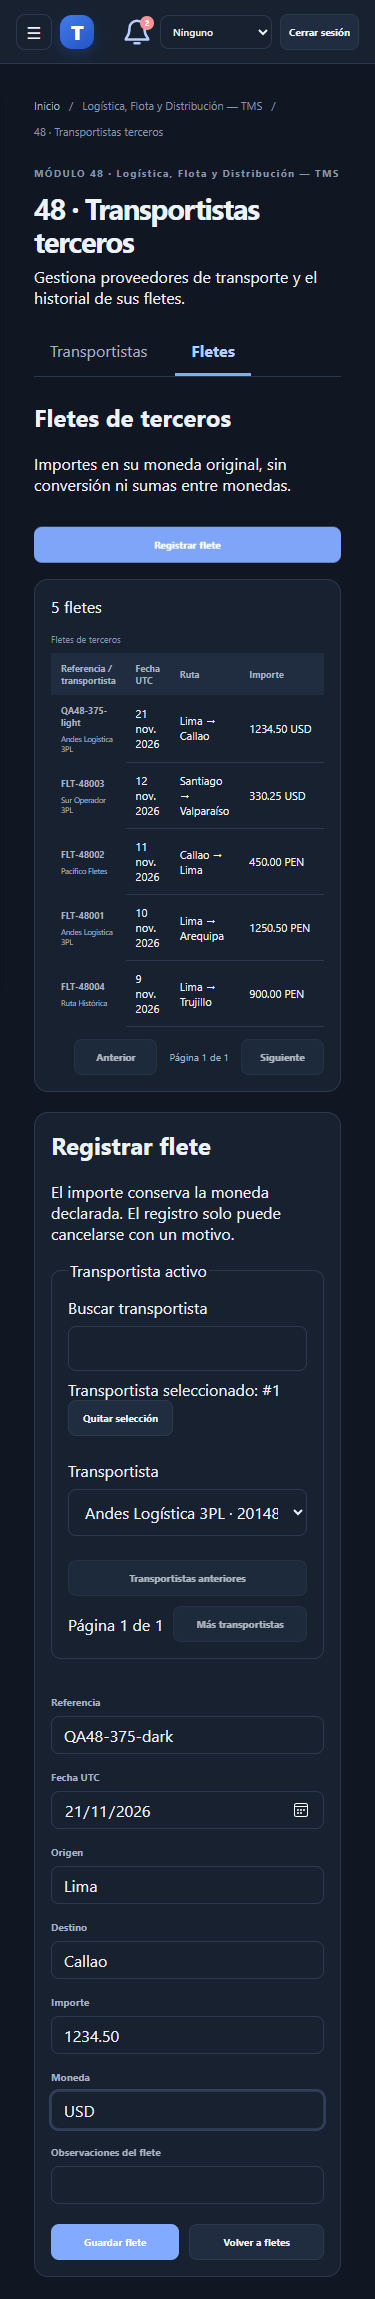 ☰ T 2 Ninguno Cerrar sesión
Inicio / Logística, Flota y Distribución — TMS /
48 · Transportistas terceros
MÓDULO 48 · Logística, Flota y Distribución — TMS
48 · Transportistas
terceros
Gestiona proveedores de transporte y el
historial de sus fletes.
Transportistas Fletes
Fletes de terceros
Importes en su moneda original, sin
conversión ni sumas entre monedas.
Registrar flete
5 fletes
Fletes de terceros
Referencia / transportista Fecha UTC Ruta Importe
QA48-375-light Andes Logística 3PL 21 nov. 2026 Lima → Callao 1234.50 USD
FLT-48003 Sur Operador 3PL 12 nov. 2026 Santiago → Valparaíso 330.25 USD
FLT-48002 Pacífico Fletes 11 nov. 2026 Callao → Lima 450.00 PEN
FLT-48001 Andes Logística 3PL 10 nov. 2026 Lima → Arequipa 1250.50 PEN
FLT-48004 Ruta Histórica 9 nov. 2026 Lima → Trujillo 900.00 PEN
Anterior Página 1 de 1 Siguiente
Registrar flete
El importe conserva la moneda
declarada. El registro solo puede
cancelarse con un motivo.
Transportista activo
Buscar transportista
Transportista seleccionado: #1
Quitar selección
Transportista
Andes Logística 3PL · 20148
Transportistas anteriores
Página 1 de 1 Más transportistas
Referencia
QA48-375-dark
Fecha UTC
21/11/2026
Origen
Lima
Destino
Callao
Importe
1234.50
Moneda
USD
Observaciones del flete
Guardar flete Volver a fletes